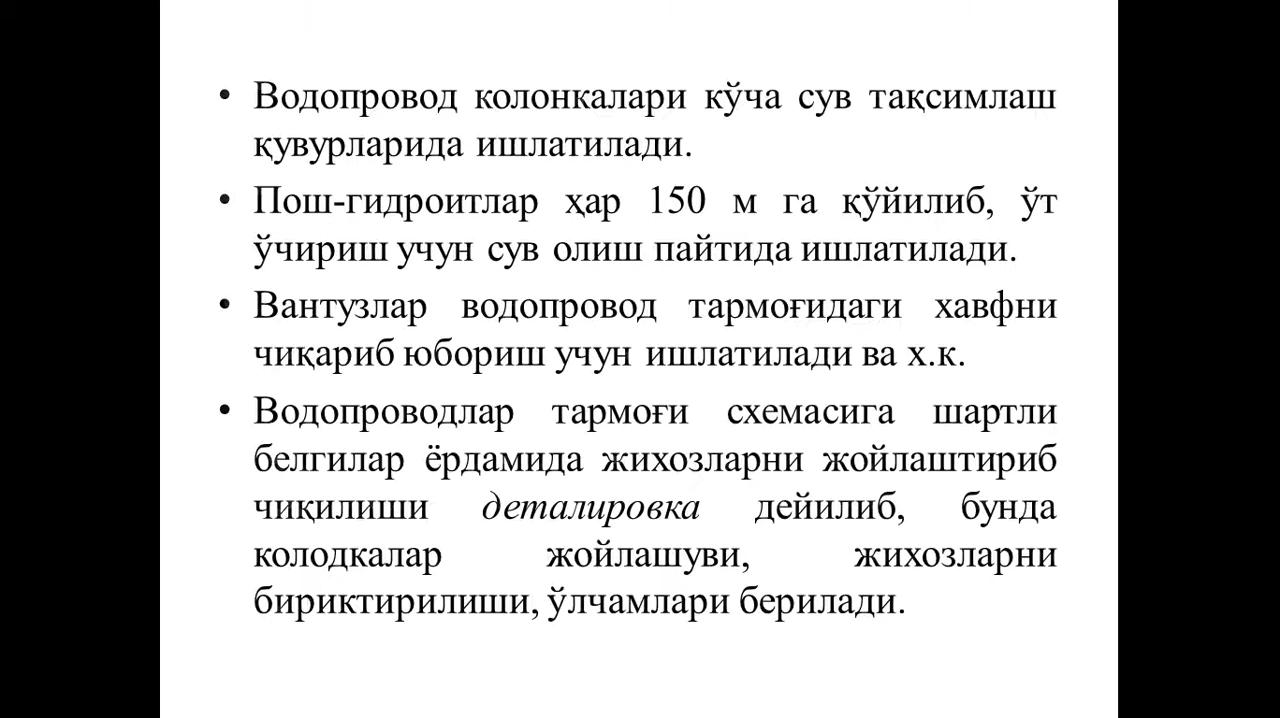 • Водопровод колонкалари кўча сув тақсимлаш
қувурларида ишлатилади.
• Пош-гидроитлар ҳар 150 м га қўйилиб, ўт
ўчириш учун сув олиш пайтида ишлатилади.
• Вантузлар водопровод тармоғидаги хавфни
чиқариб юбориш учун ишлатилади ва х.к.
• Водопроводлар тармоғи схемасига шартли
белгилар ёрдамида жихозларни жойлаштириб
чиқилиши деталировка дейилиб, бунда
колодкалар жойлашуви, жихозларни
бириктирилиши, ўлчамлари берилади.